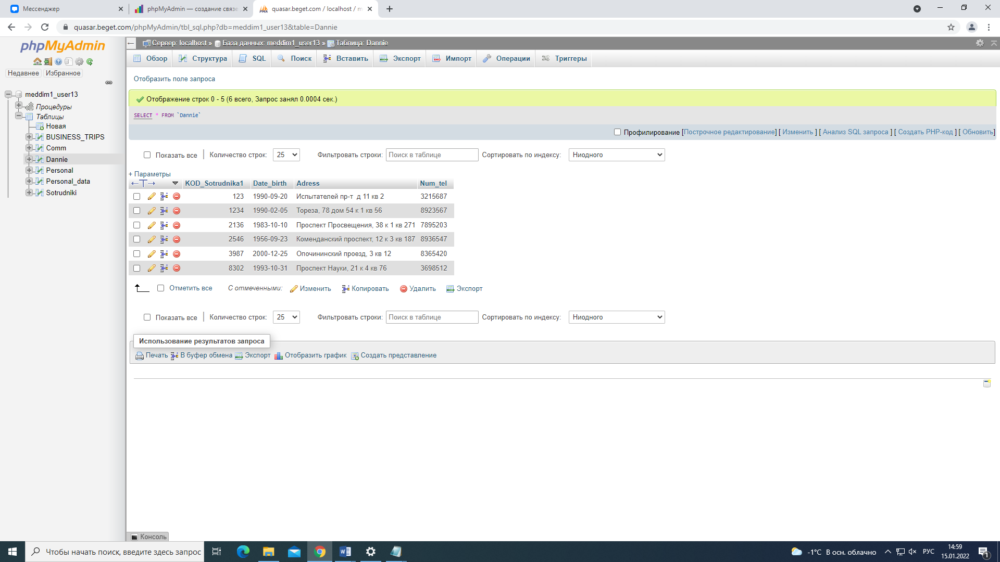 Мессенджер
phpMyAdmin — создание связе
quasar.beget.com / localhost / m
quasar.beget.com/phpMyAdmin/tbl_sql.php?db=meddim1_user13&table=Dannie
phpMyAdmin
Недавнее Избранное
meddim1_user13
Процедуры
Таблицы
Новая
BUSINESS_TRIPS
Comm
Dannie
Personal
Personal_data
Sotrudniki
Сервер: localhost » База данных: meddim1_user13 » Таблица: Dannie
Обзор Структура SQL Поиск Вставить Экспорт Импорт Операции Триггеры
Отобразить поле запроса
Отображение строк 0 - 5 (6 всего, Запрос занял 0.0004 сек.)
SELECT * FROM `Dannie`
Профилирование [Построчное редактирование] [ Изменить ] [ Анализ SQL запроса ] [ Создать PHP-код ] [ Обновить]
Показать все Количество строк: 25 Фильтровать строки: Поиск в таблице Сортировать по индексу: Ниодного
+ Параметры
KOD_Sotrudnika1 Date_birth Adress Num_tel
123 1990-09-20 Испытателей пр-т д 11 кв 2 3215687
1234 1990-02-05 Тореза, 78 дом 54 к 1 кв 56 8923567
2136 1983-10-10 Проспект Просвещения, 38 к 1 кв 271 7895203
2546 1956-09-23 Коменданский проспект, 12 к 3 кв 187 8936547
3987 2000-12-25 Опочининский проезд, 3 кв 12 8365420
8302 1993-10-31 Проспект Науки, 21 к 4 кв 76 3698512
Отметить все С отмеченными: Изменить Копировать Удалить Экспорт
Показать все Количество строк: 25 Фильтровать строки: Поиск в таблице Сортировать по индексу: Ниодного
Использование результатов запроса
Печать В буфер обмена Экспорт Отобразить график Создать представление
Консоль
Чтобы начать поиск, введите здесь запрос
-1°C В осн. облачно
РУС
14:59
15.01.2022
1